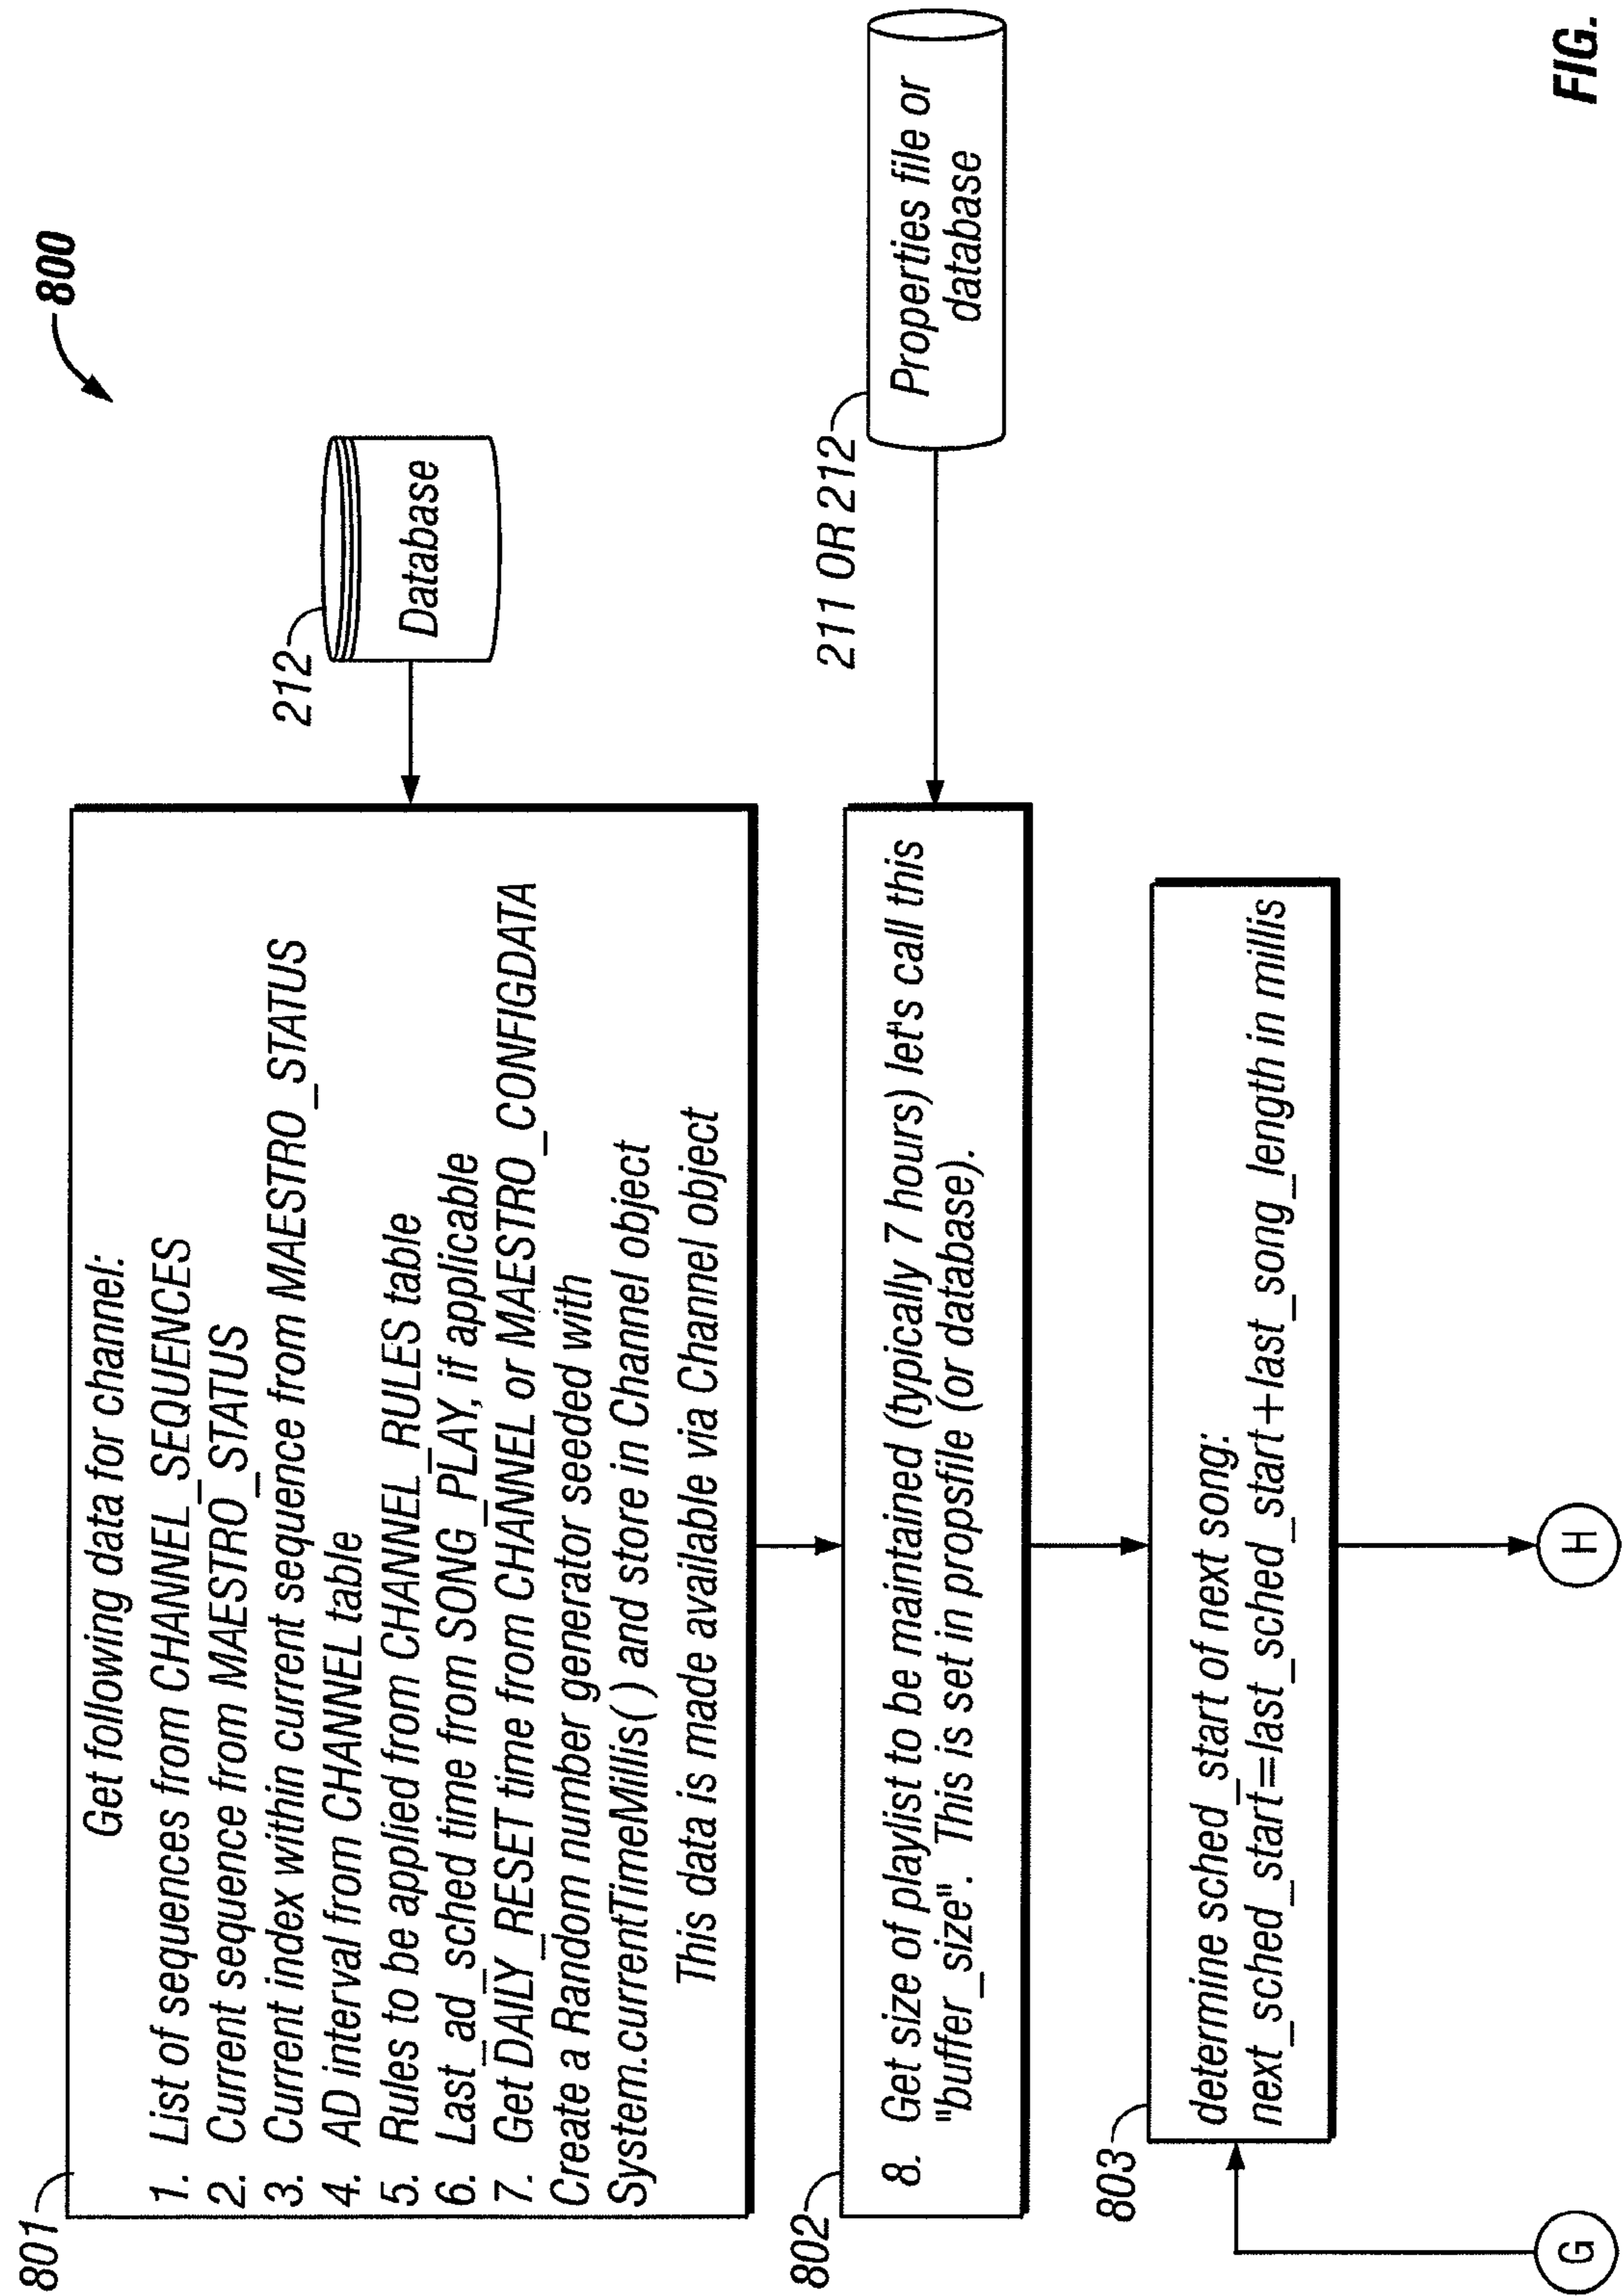 800
801
Get following data for channel:
1. List of sequences from CHANNEL_SEQUENCES
2. Current sequence from MAESTRO_STATUS
3. Current index within current sequence from MAESTRO_STATUS
4. AD interval from CHANNEL table
5. Rules to be applied from CHANNEL_RULES table
6. Last_ad_sched time from SONG_PLAY, if applicable
7. Get DAILY_RESET time from CHANNEL or MAESTRO_CONFIGDATA
Create a Random number generator seeded with
System.currentTimeMillis( ) and store in Channel object
This data is made available via Channel object
212
Database
802
8. Get size of playlist to be maintained (typically 7 hours) let's call this
"buffer_size". This is set in propsfile (or database).
211 OR 212
Properties file or
database
803
determine sched_start of next song:
next_sched_start=last_sched_start+last_song_length in millis
G
H
FIG.